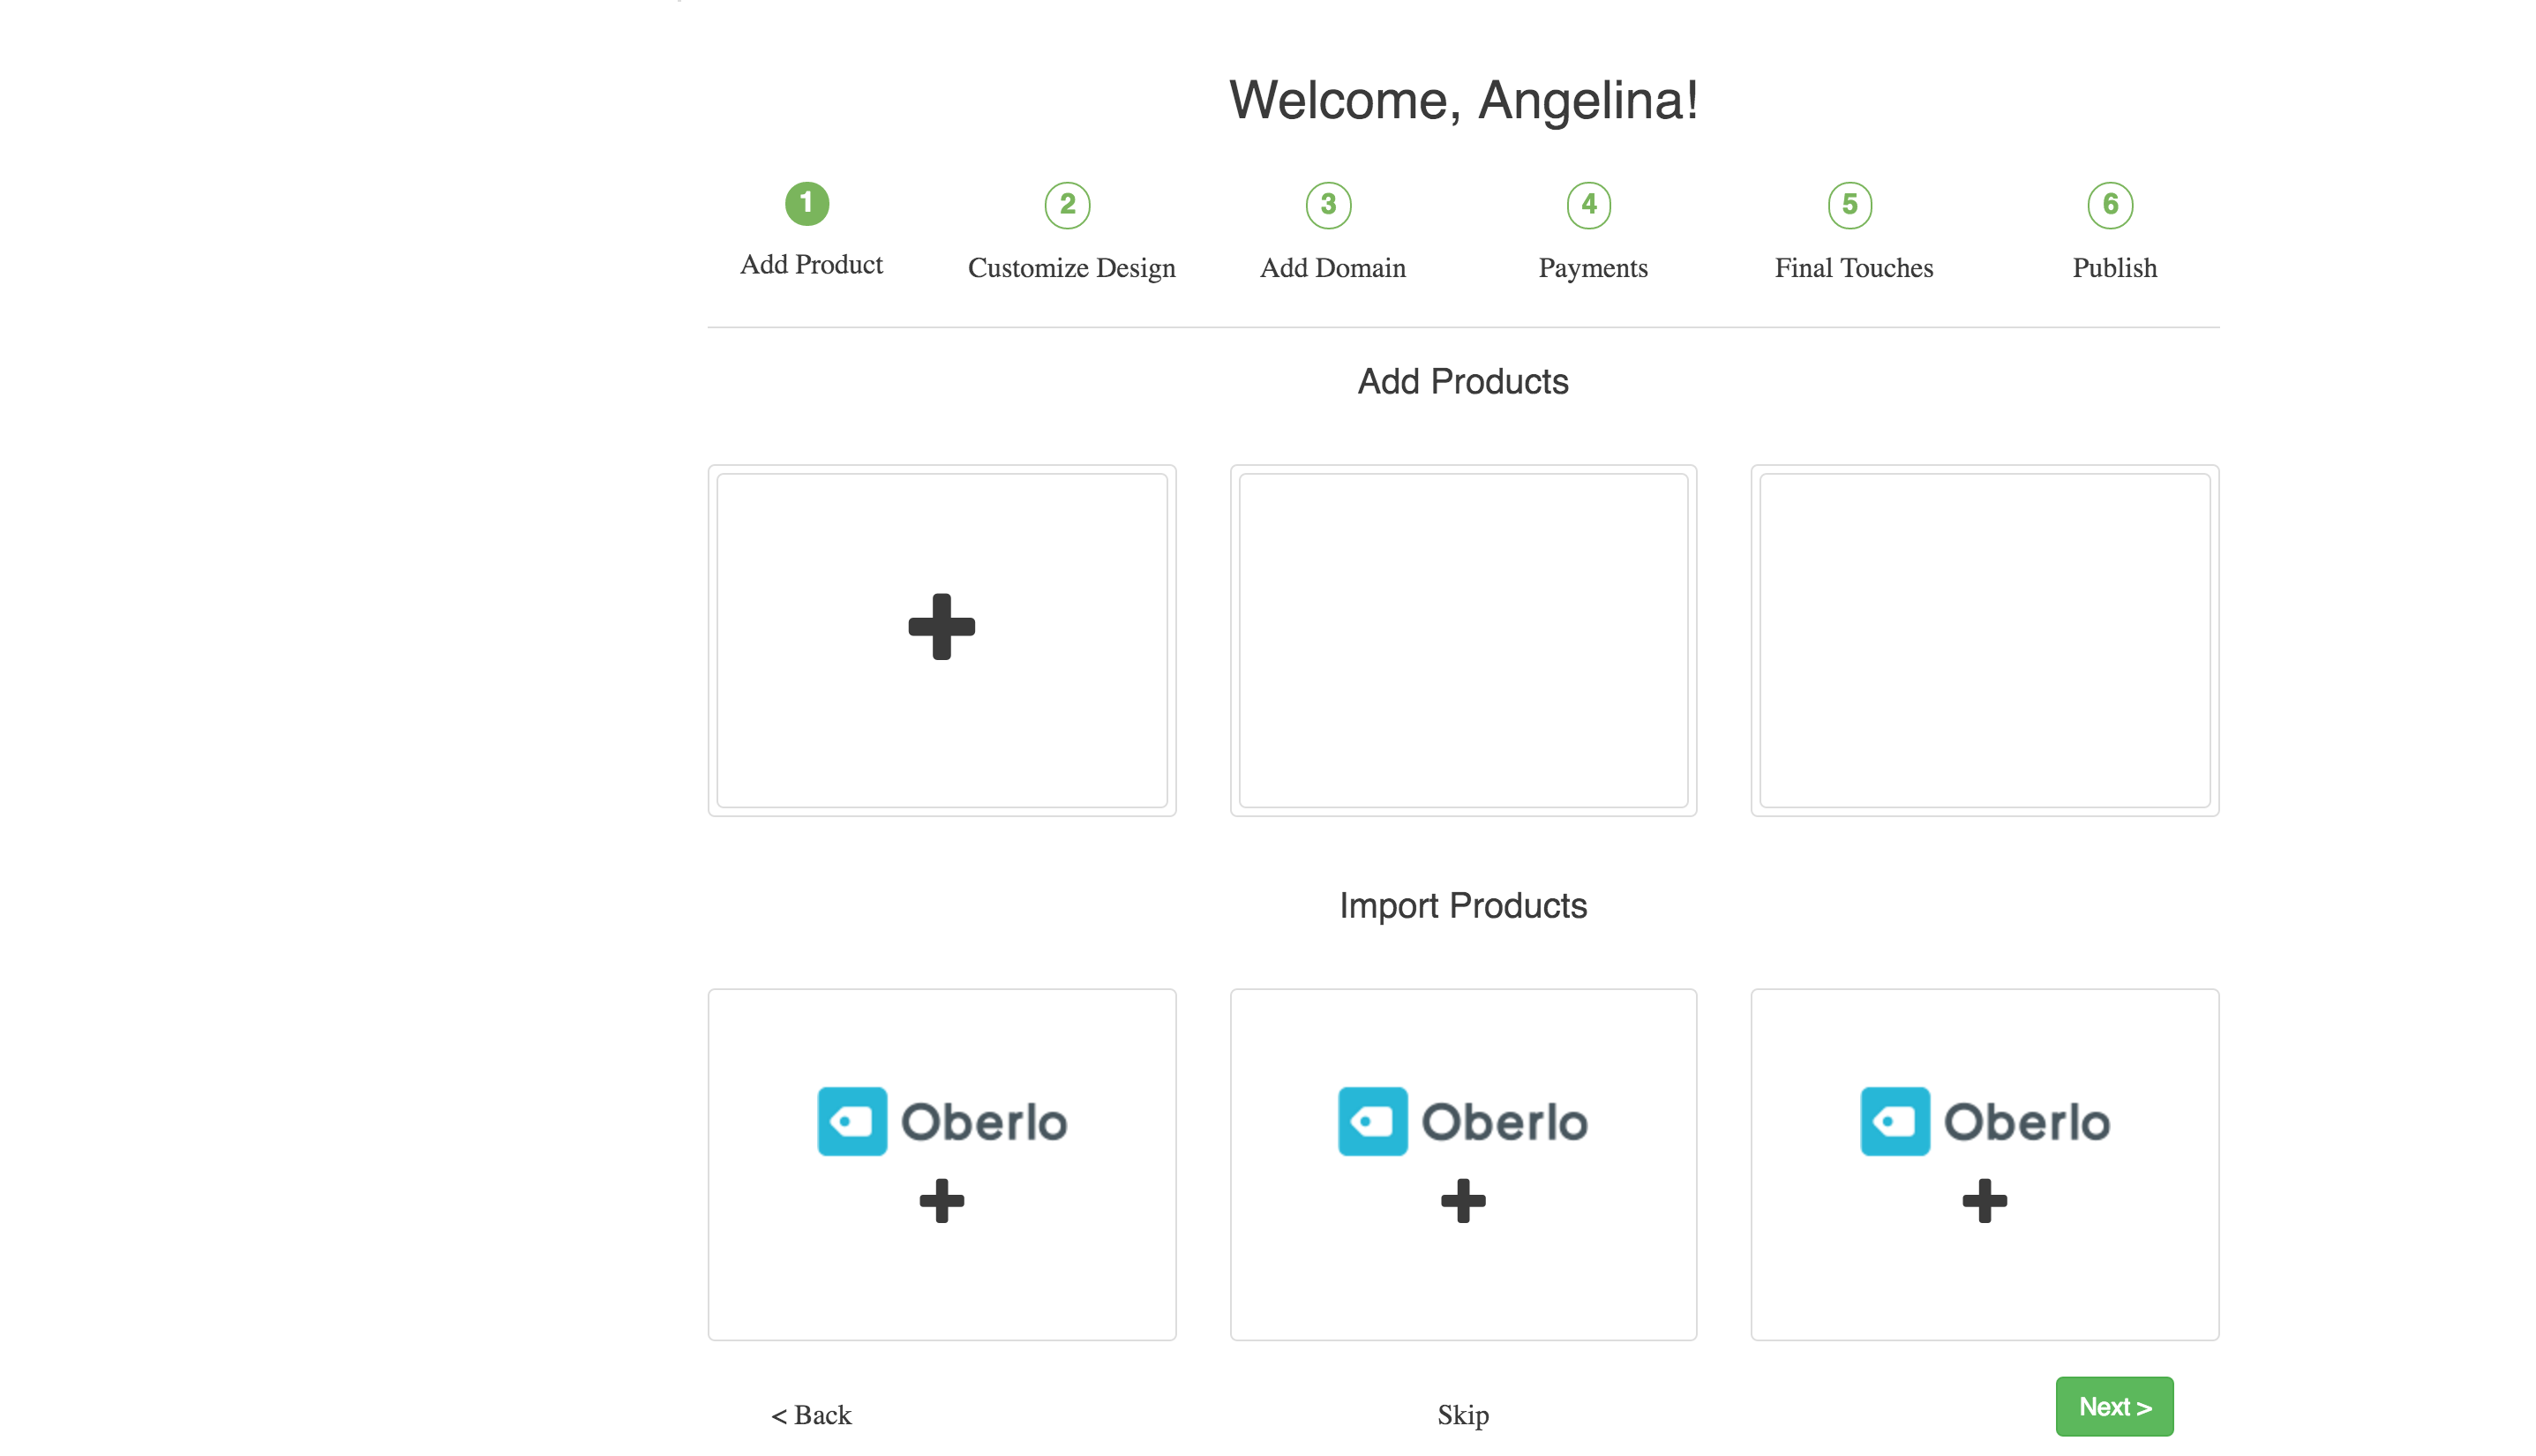 Welcome, Angelina!
1 2 3 4 5 6
Add Product Customize Design Add Domain Payments Final Touches Publish
Add Products
Import Products
Oberlo Oberlo Oberlo
< Back Skip Next >